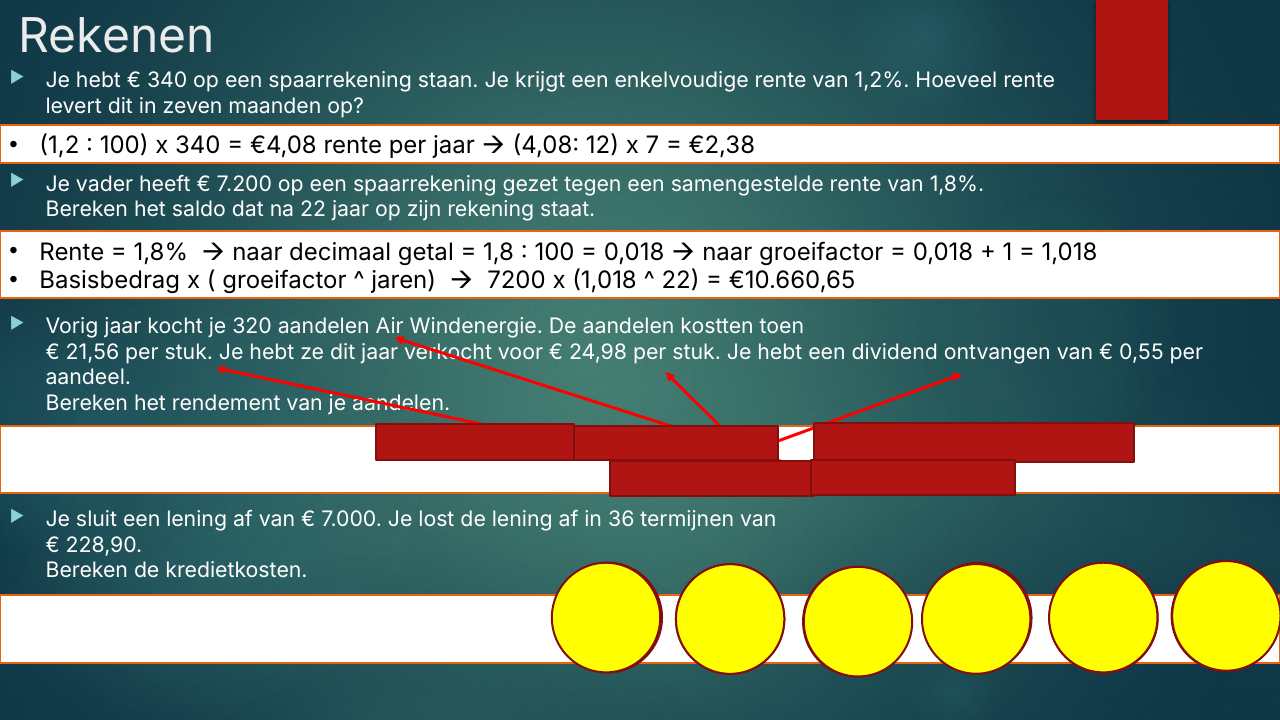 Rekenen
Je hebt € 340 op een spaarrekening staan. Je krijgt een enkelvoudige rente van 1,2%. Hoeveel rente
levert dit in zeven maanden op?
• (1,2 : 100) x 340 = €4,08 rente per jaar → (4,08: 12) x 7 = €2,38
Je vader heeft € 7.200 op een spaarrekening gezet tegen een samengestelde rente van 1,8%.
Bereken het saldo dat na 22 jaar op zijn rekening staat.
• Rente = 1,8% → naar decimaal getal = 1,8 : 100 = 0,018 → naar groeifactor = 0,018 + 1 = 1,018
• Basisbedrag x ( groeifactor ^ jaren) → 7200 x (1,018 ^ 22) = €10.660,65
Vorig jaar kocht je 320 aandelen Air Windenergie. De aandelen kostten toen
€ 21,56 per stuk. Je hebt ze dit jaar verkocht voor € 24,98 per stuk. Je hebt een dividend ontvangen van € 0,55 per
aandeel.
Bereken het rendement van je aandelen.
Je sluit een lening af van € 7.000. Je lost de lening af in 36 termijnen van
€ 228,90.
Bereken de kredietkosten.